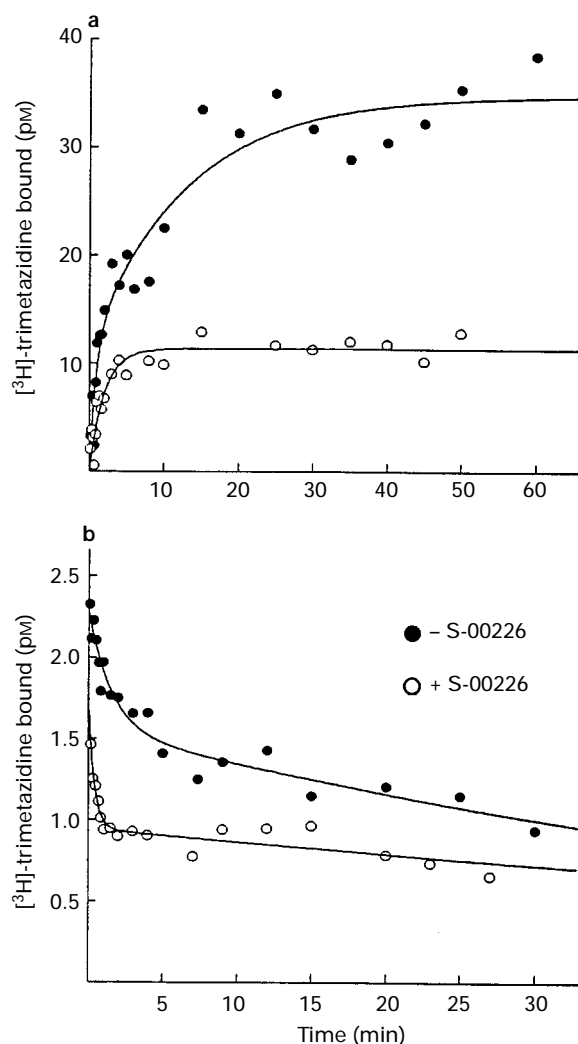 a
40
30
20
10
[³H]-trimetazidine bound (pM)
10 20 30 40 50 60
b
2.5
2.0
1.5
1.0
0.5
[³H]-trimetazidine bound (pM)
– S-00226
+ S-00226
5 10 15 20 25 30
Time (min)